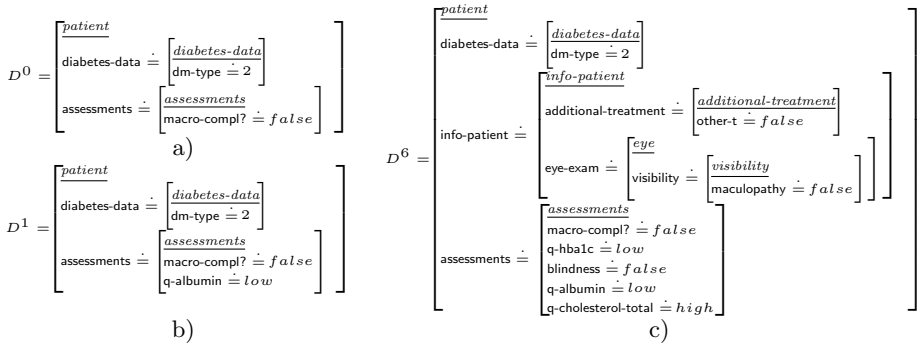 D⁰ =
patient
diabetes-data ≐ [diabetes-data
dm-type ≐ 2]
assessments ≐ [assessments
macro-compl? ≐ false]
a)
D¹ =
patient
diabetes-data ≐ [diabetes-data
dm-type ≐ 2]
assessments ≐ [assessments
macro-compl? ≐ false
q-albumin ≐ low]
b)
D⁶ =
patient
diabetes-data ≐ [diabetes-data
dm-type ≐ 2]
info-patient ≐ [info-patient
additional-treatment ≐ [additional-treatment
other-t ≐ false]
eye-exam ≐ [eye
visibility ≐ [visibility
maculopathy ≐ false]]]
assessments ≐ [assessments
macro-compl? ≐ false
q-hba1c ≐ low
blindness ≐ false
q-albumin ≐ low
q-cholesterol-total ≐ high]
c)